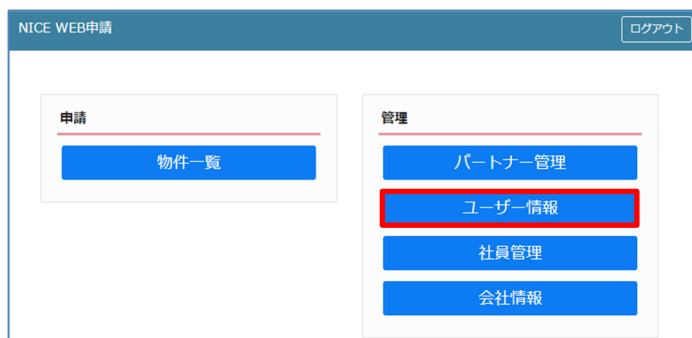 NICE WEB申請
ログアウト
申請
物件一覧
管理
パートナー管理
ユーザー情報
社員管理
会社情報